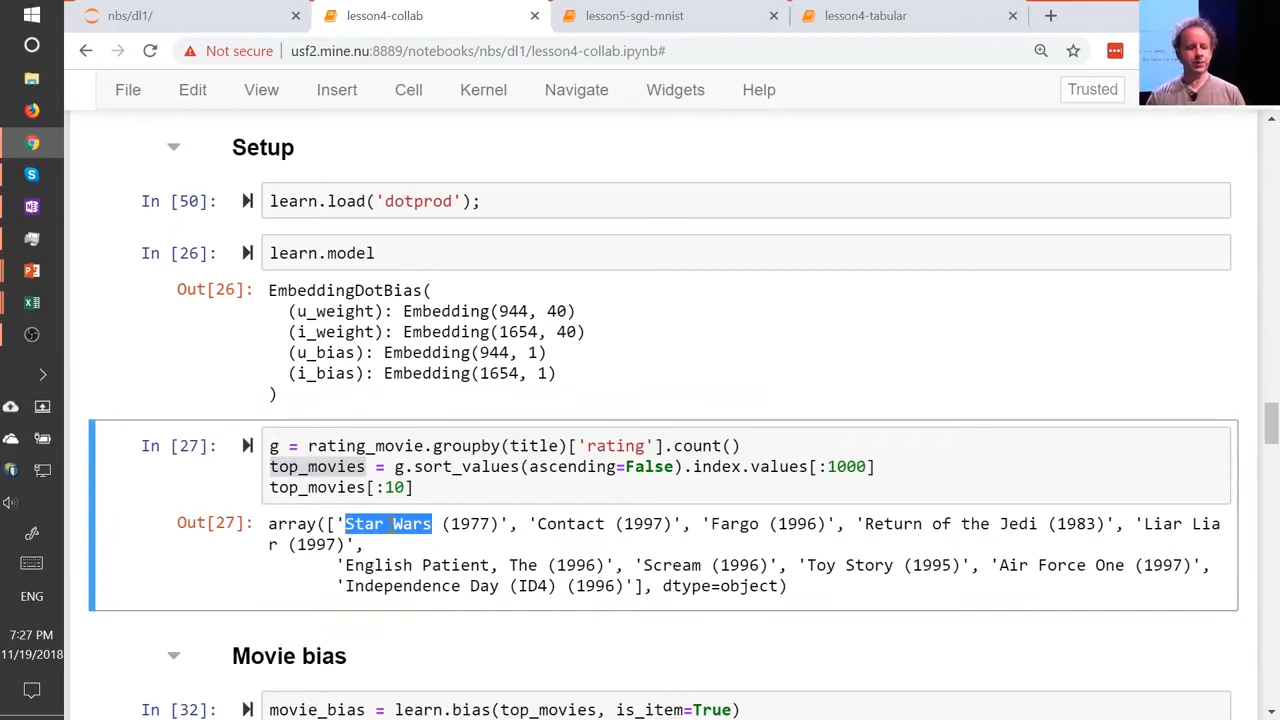 nbs/dl1/
lesson4-collab
lesson5-sgd-mnist
lesson4-tabular
Not secure
usf2.mine.nu:8889/notebooks/nbs/dl1/lesson4-collab.ipynb#
File Edit View Insert Cell Kernel Navigate Widgets Help
Trusted
Setup
In [50]: learn.load('dotprod');
In [26]: learn.model
Out[26]: EmbeddingDotBias(
(u_weight): Embedding(944, 40)
(i_weight): Embedding(1654, 40)
(u_bias): Embedding(944, 1)
(i_bias): Embedding(1654, 1)
)
In [27]: g = rating_movie.groupby(title)['rating'].count()
top_movies = g.sort_values(ascending=False).index.values[:1000]
top_movies[:10]
Out[27]: array(['Star Wars (1977)', 'Contact (1997)', 'Fargo (1996)', 'Return of the Jedi (1983)', 'Liar Lia
r (1997)',
'English Patient, The (1996)', 'Scream (1996)', 'Toy Story (1995)', 'Air Force One (1997)',
'Independence Day (ID4) (1996)'], dtype=object)
Movie bias
In [32]: movie_bias = learn.bias(top_movies, is_item=True)
ENG
7:27 PM
11/19/2018